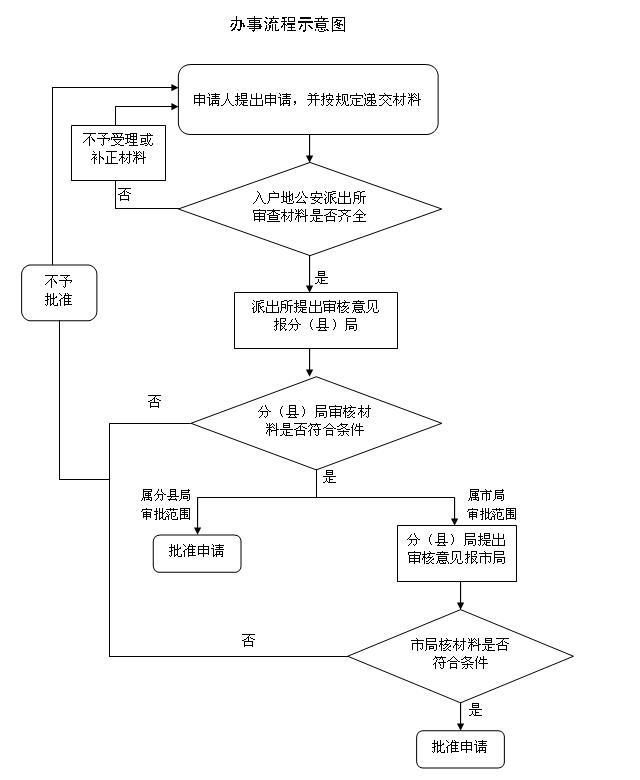 办事流程示意图
申请人提出申请，并按规定递交材料
不予受理或
补正材料
否
入户地公安派出所
审查材料是否齐全
是
不予
批准
派出所提出审核意见
报分（县）局
否
分（县）局审核材
料是否符合条件
是
属分县局
审批范围
属市局
审批范围
批准申请
分（县）局提出
审核意见报市局
否
市局核材料是否
符合条件
是
批准申请